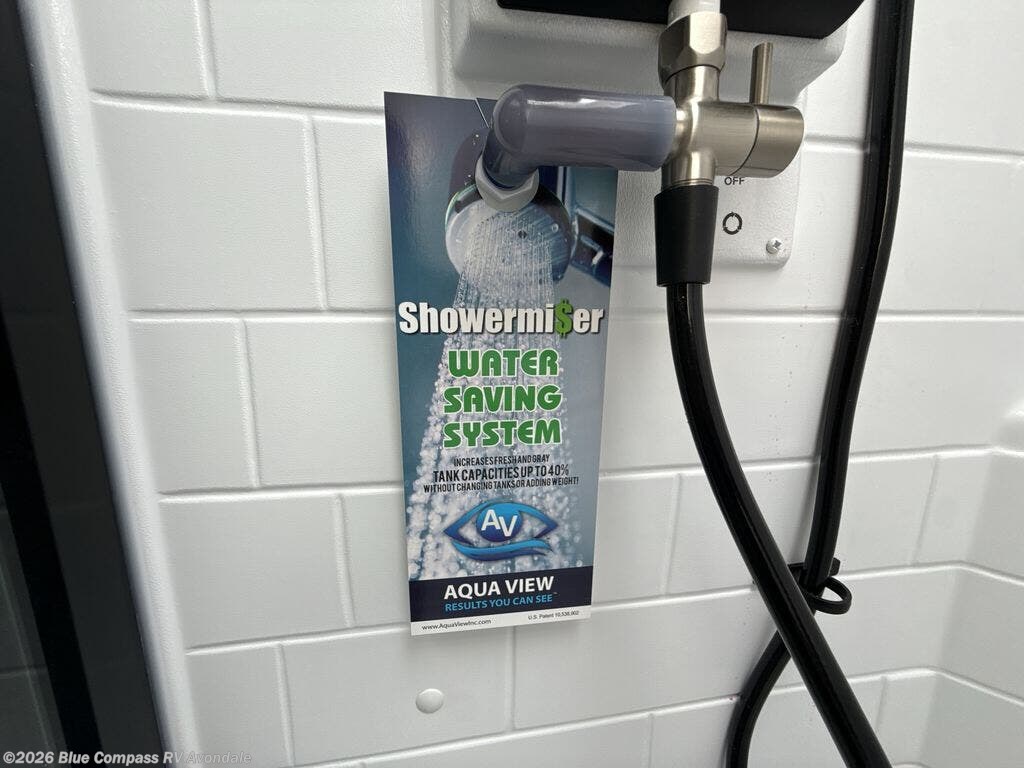 OFF
Showermi$er
WATER
SAVING
SYSTEM
INCREASES FRESH AND GRAY
TANK CAPACITIES UP TO 40%
WITHOUT CHANGING TANKS OR ADDING WEIGHT!
AV
AQUA VIEW
RESULTS YOU CAN SEE™
www.AquaViewInc.com U.S. Patent 10,538,902
©2026 Blue Compass RV Avondale